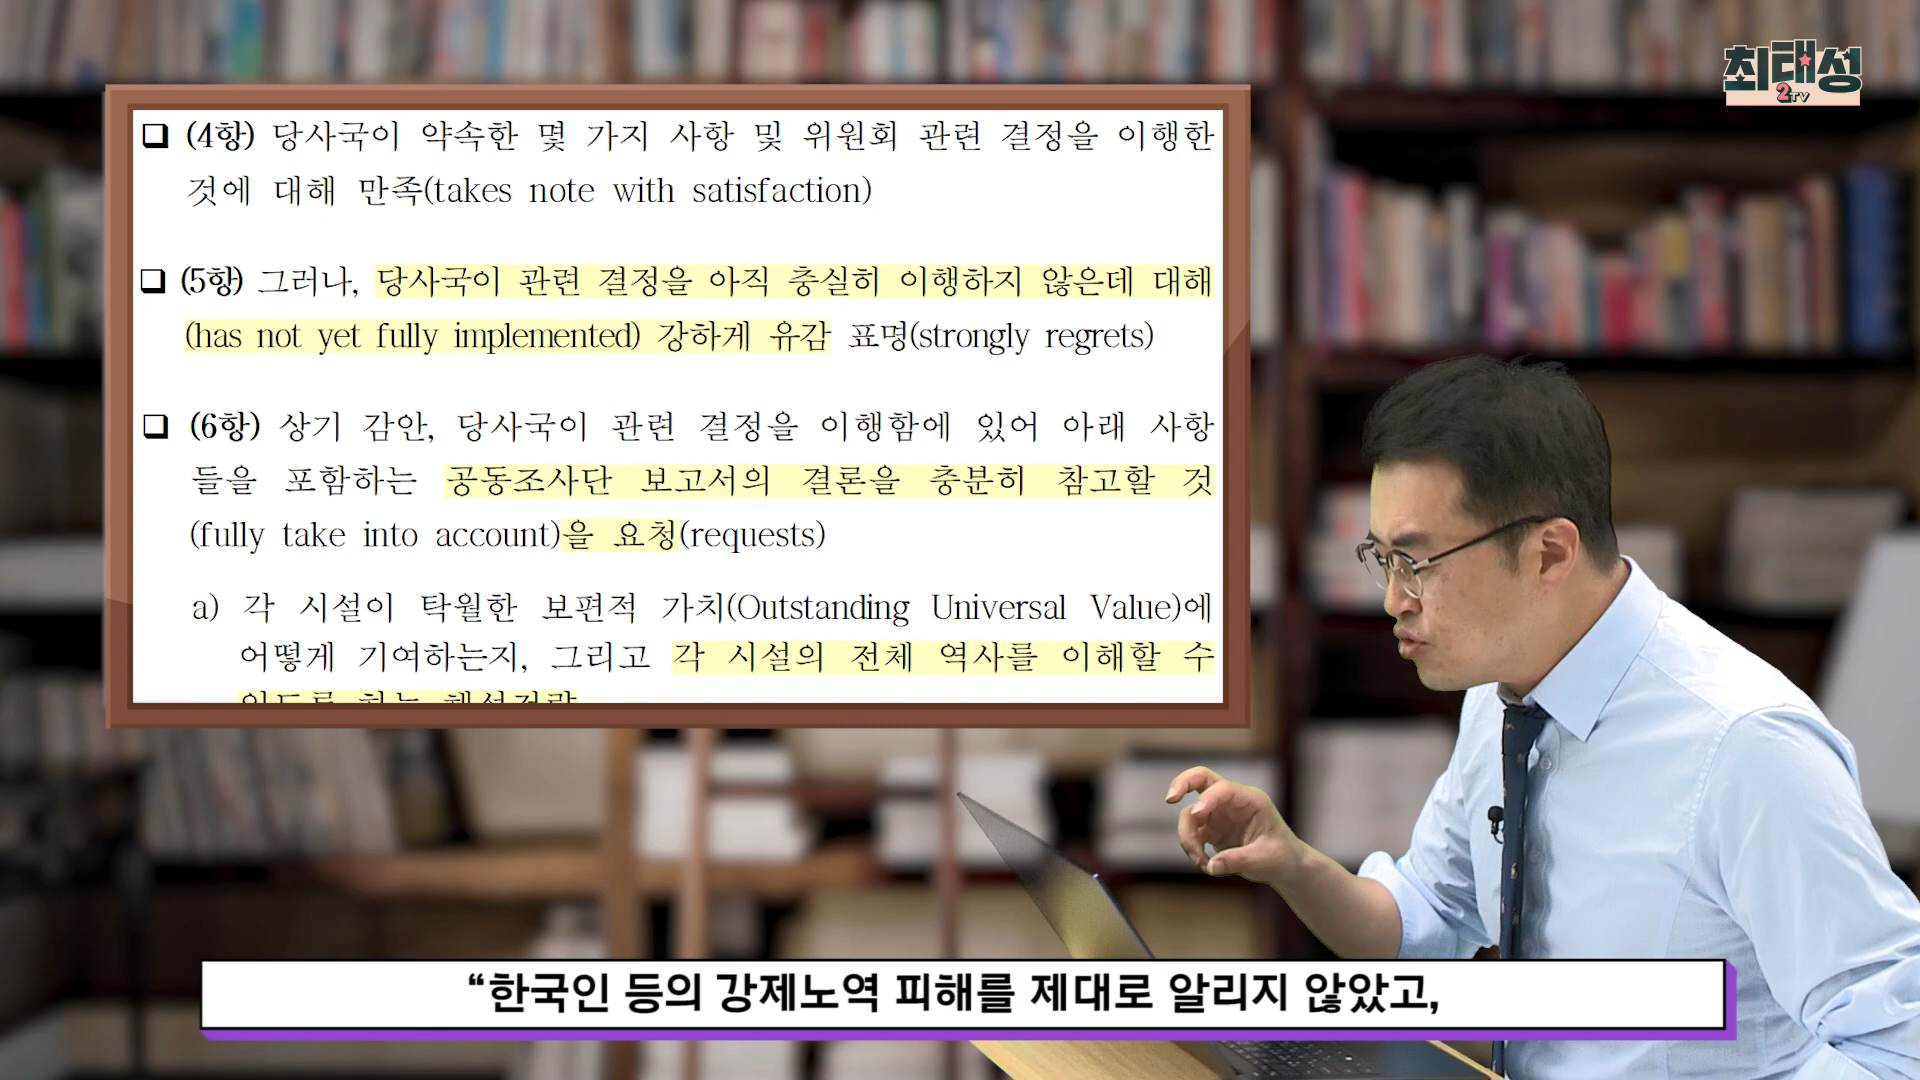 최태성
2TV
❑ (4항) 당사국이 약속한 몇 가지 사항 및 위원회 관련 결정을 이행한
것에 대해 만족(takes note with satisfaction)
❑ (5항) 그러나, 당사국이 관련 결정을 아직 충실히 이행하지 않은데 대해
(has not yet fully implemented) 강하게 유감 표명(strongly regrets)
❑ (6항) 상기 감안, 당사국이 관련 결정을 이행함에 있어 아래 사항
들을 포함하는 공동조사단 보고서의 결론을 충분히 참고할 것
(fully take into account)을 요청(requests)
a) 각 시설이 탁월한 보편적 가치(Outstanding Universal Value)에
어떻게 기여하는지, 그리고 각 시설의 전체 역사를 이해할 수
“한국인 등의 강제노역 피해를 제대로 알리지 않았고,